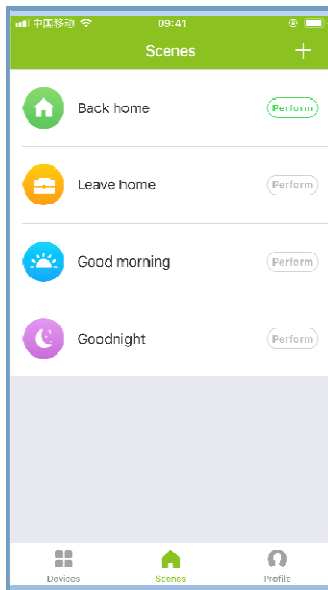 中国移动 09:41
Scenes
Back home Perform
Leave home Perform
Good morning Perform
Goodnight Perform
Devices Scenes Profile